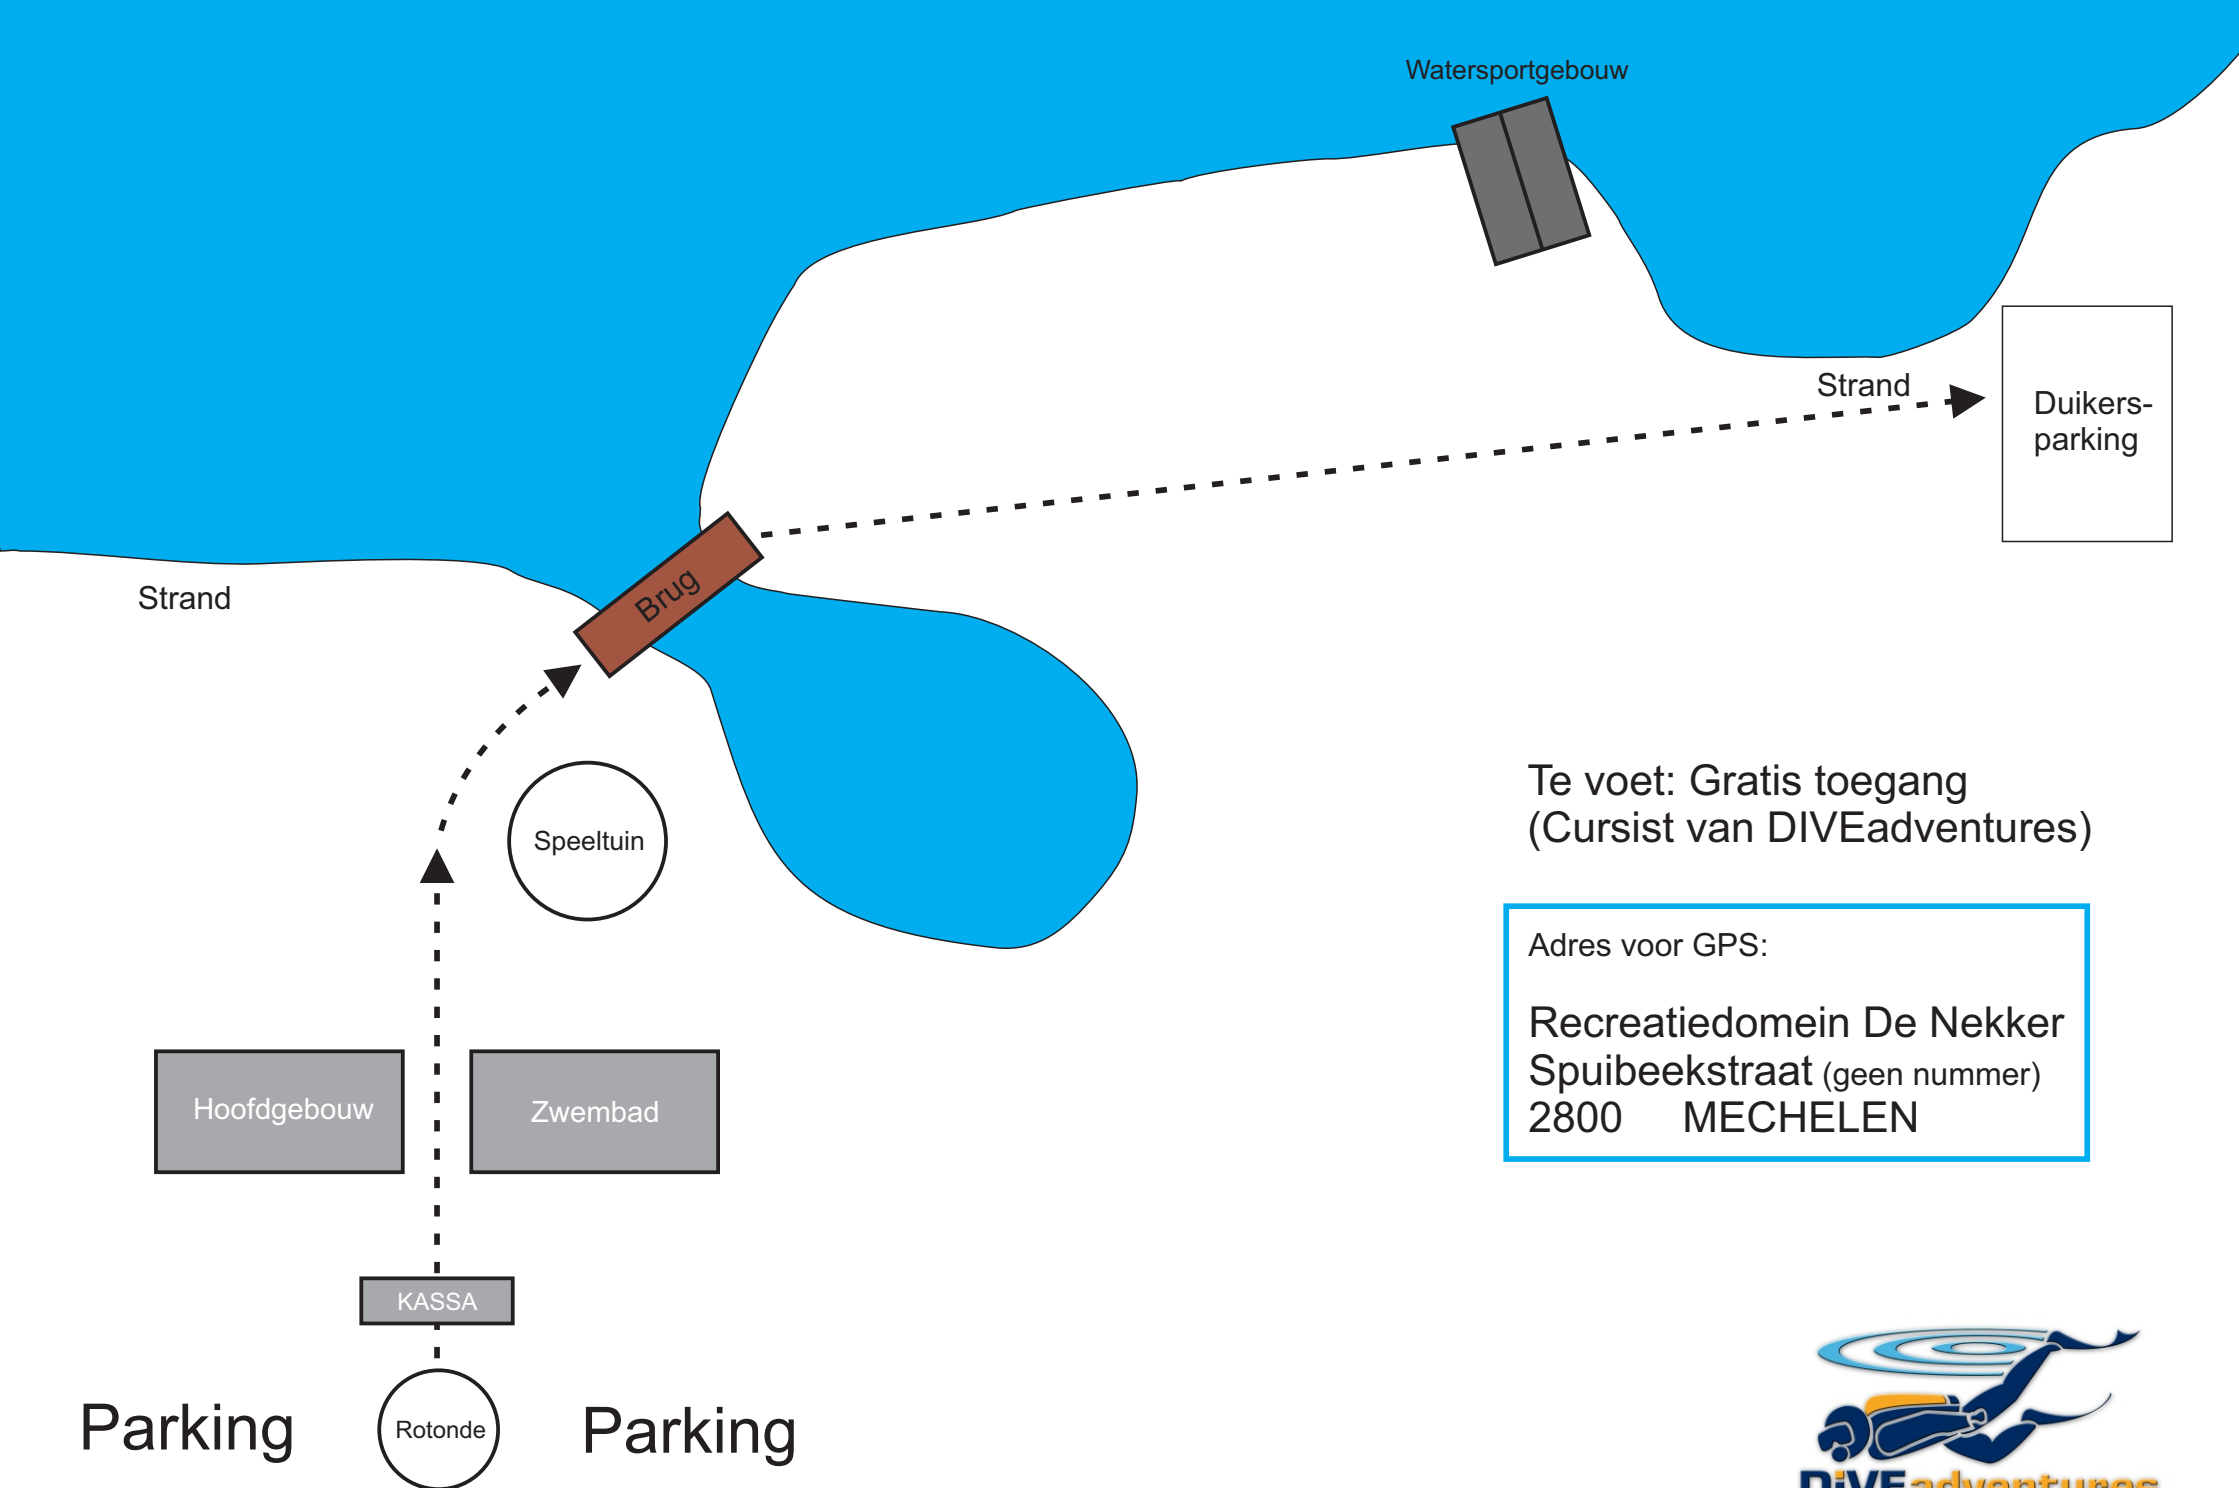 Watersportgebouw
Strand
Duikers-
parking
Strand
Brug
Te voet: Gratis toegang
(Cursist van DIVEadventures)
Speeltuin
Adres voor GPS:
Recreatiedomein De Nekker
Spuibeekstraat (geen nummer)
2800 MECHELEN
Hoofdgebouw
Zwembad
KASSA
Parking
Rotonde
Parking
DiVEadventures